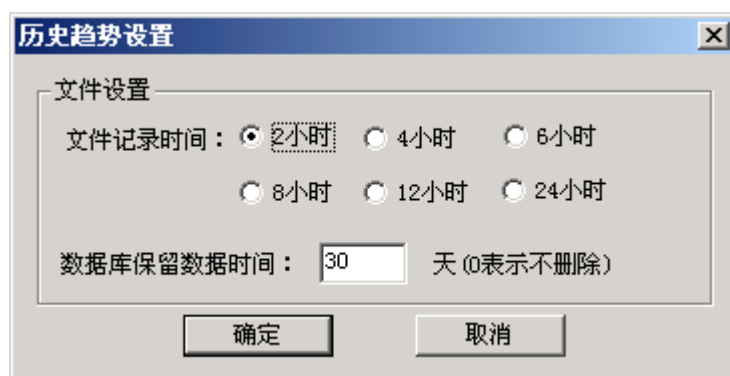 历史趋势设置
文件设置
文件记录时间： 2小时 4小时 6小时
8小时 12小时 24小时
数据库保留数据时间： 30 天(0表示不删除)
确定 取消